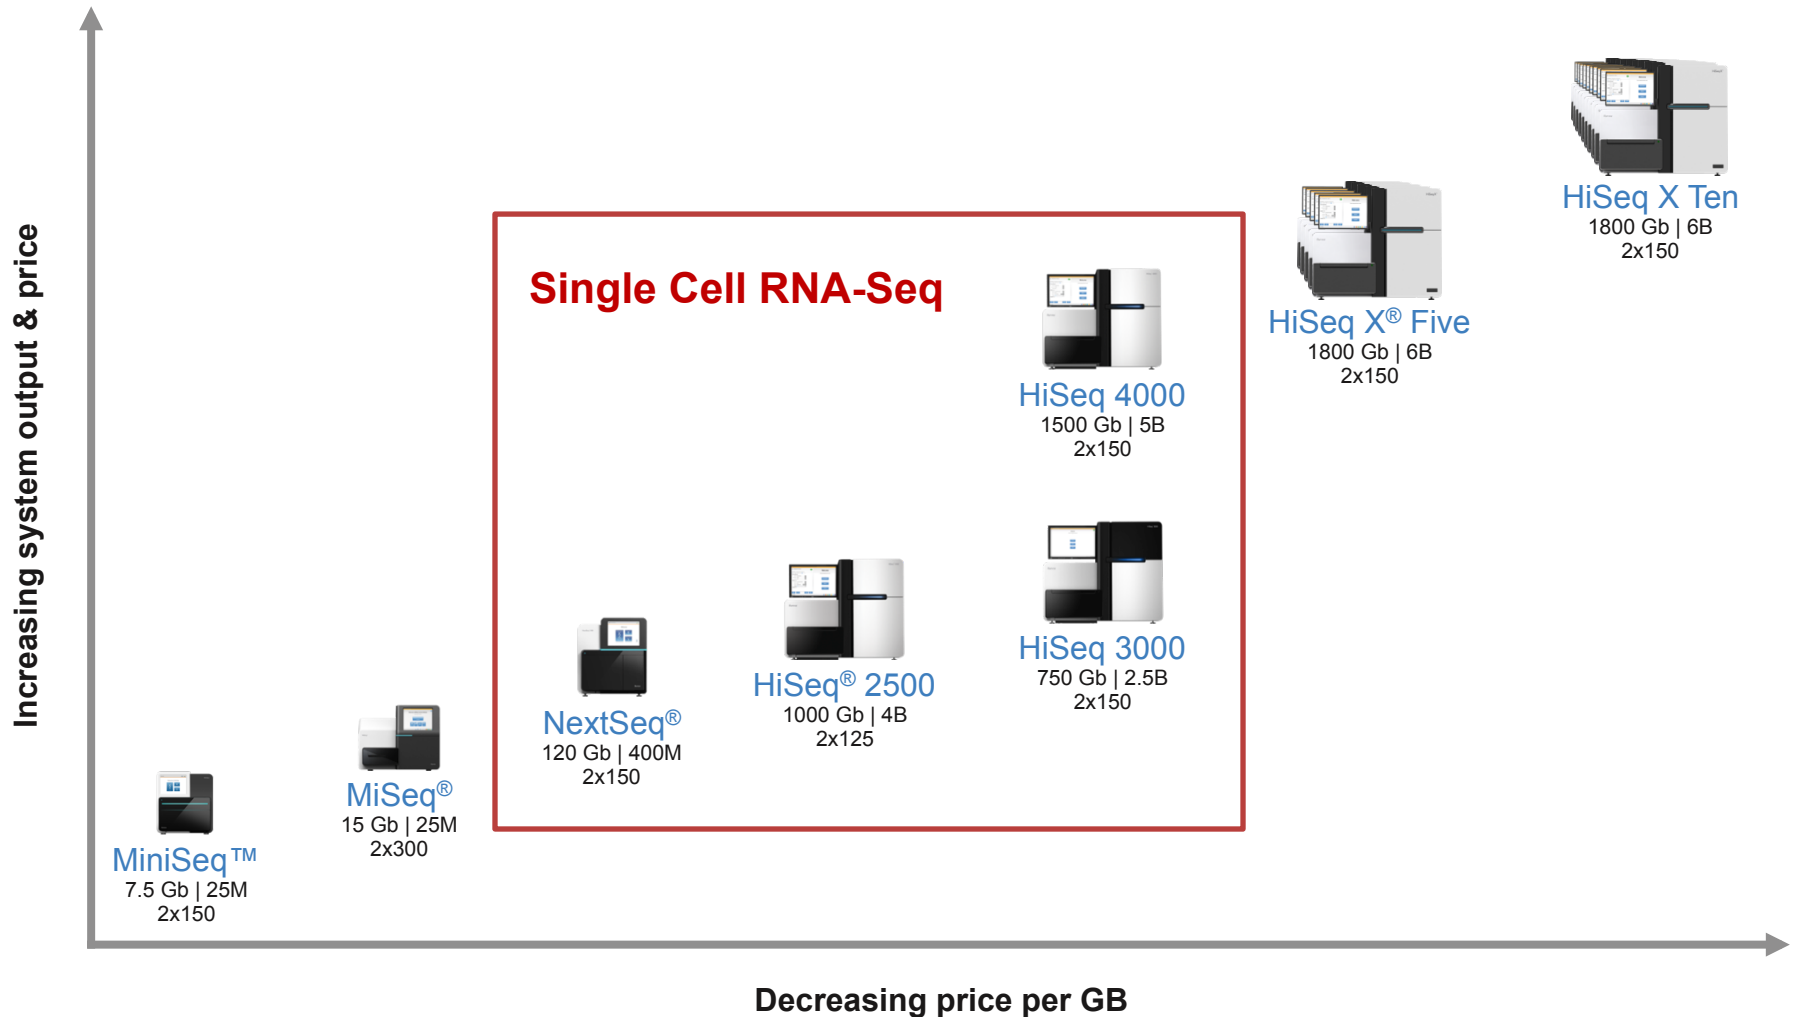 Increasing system output & price
HiSeq X Ten
1800 Gb | 6B
2x150
HiSeq X® Five
1800 Gb | 6B
2x150
Single Cell RNA-Seq
HiSeq 4000
1500 Gb | 5B
2x150
HiSeq 3000
750 Gb | 2.5B
2x150
HiSeq® 2500
1000 Gb | 4B
2x125
NextSeq®
120 Gb | 400M
2x150
MiSeq®
15 Gb | 25M
2x300
MiniSeq™
7.5 Gb | 25M
2x150
Decreasing price per GB